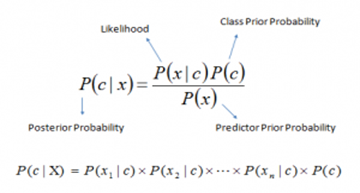 Likelihood
Class Prior Probability
P(c | x) = P(x | c)P(c) / P(x)
Posterior Probability
Predictor Prior Probability
P(c | X) = P(x₁ | c) × P(x₂ | c) × ⋯ × P(xₙ | c) × P(c)